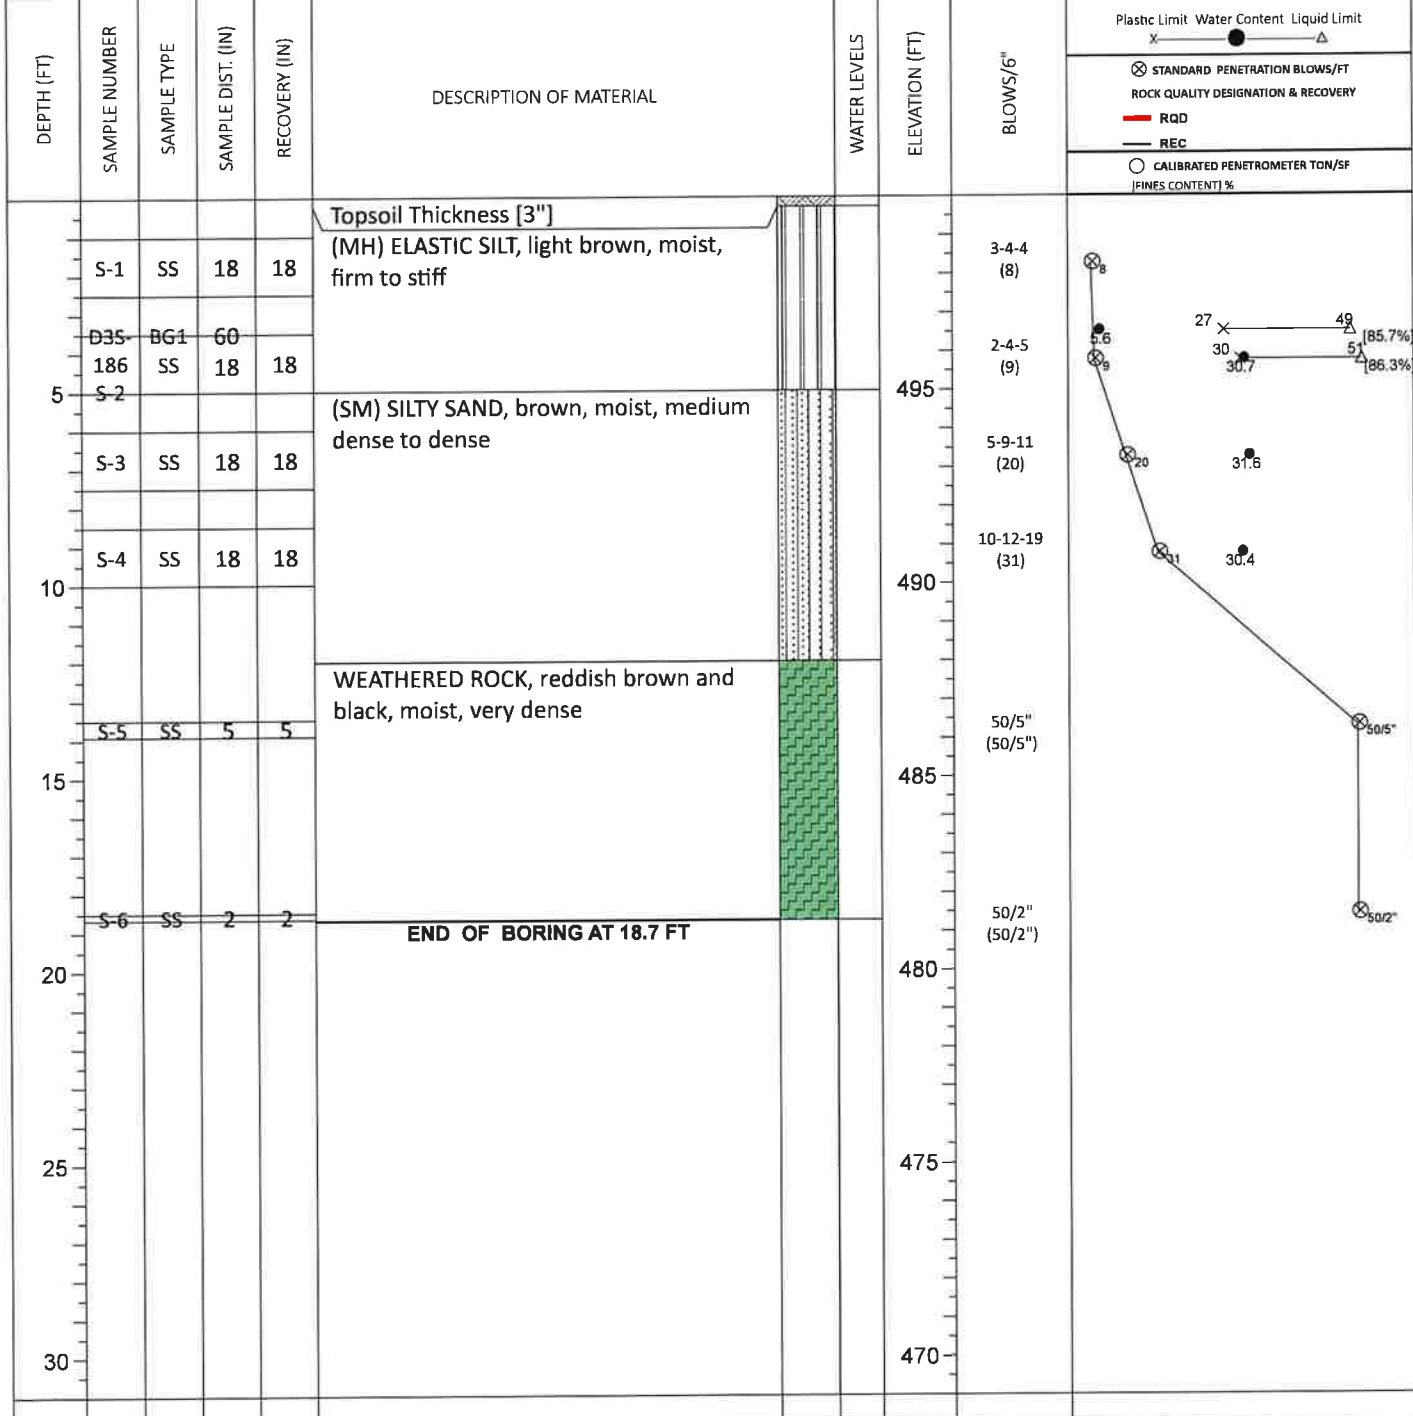 DEPTH (FT)
SAMPLE NUMBER
SAMPLE TYPE
SAMPLE DIST. (IN)
RECOVERY (IN)
DESCRIPTION OF MATERIAL
WATER LEVELS
ELEVATION (FT)
BLOWS/6"
Plastic Limit Water Content Liquid Limit
STANDARD PENETRATION BLOWS/FT
ROCK QUALITY DESIGNATION & RECOVERY
RQD
REC
CALIBRATED PENETROMETER TON/SF
[FINES CONTENT] %
Topsoil Thickness [3"]
(MH) ELASTIC SILT, light brown, moist,
firm to stiff
S-1 SS 18 18
3-4-4
(8)
8
D3S- BG1 60
186 SS 18 18
S-2
2-4-5
(9)
27 49
5.6 [85.7%]
30 51
9 30.7 [86.3%]
5
495
(SM) SILTY SAND, brown, moist, medium
dense to dense
S-3 SS 18 18
5-9-11
(20)
20 31.6
S-4 SS 18 18
10-12-19
(31)
31 30.4
10
490
WEATHERED ROCK, reddish brown and
black, moist, very dense
S-5 SS 5 5
50/5"
(50/5")
50/5"
15
485
S-6 SS 2 2
50/2"
(50/2")
50/2"
END OF BORING AT 18.7 FT
20
480
25
475
30
470